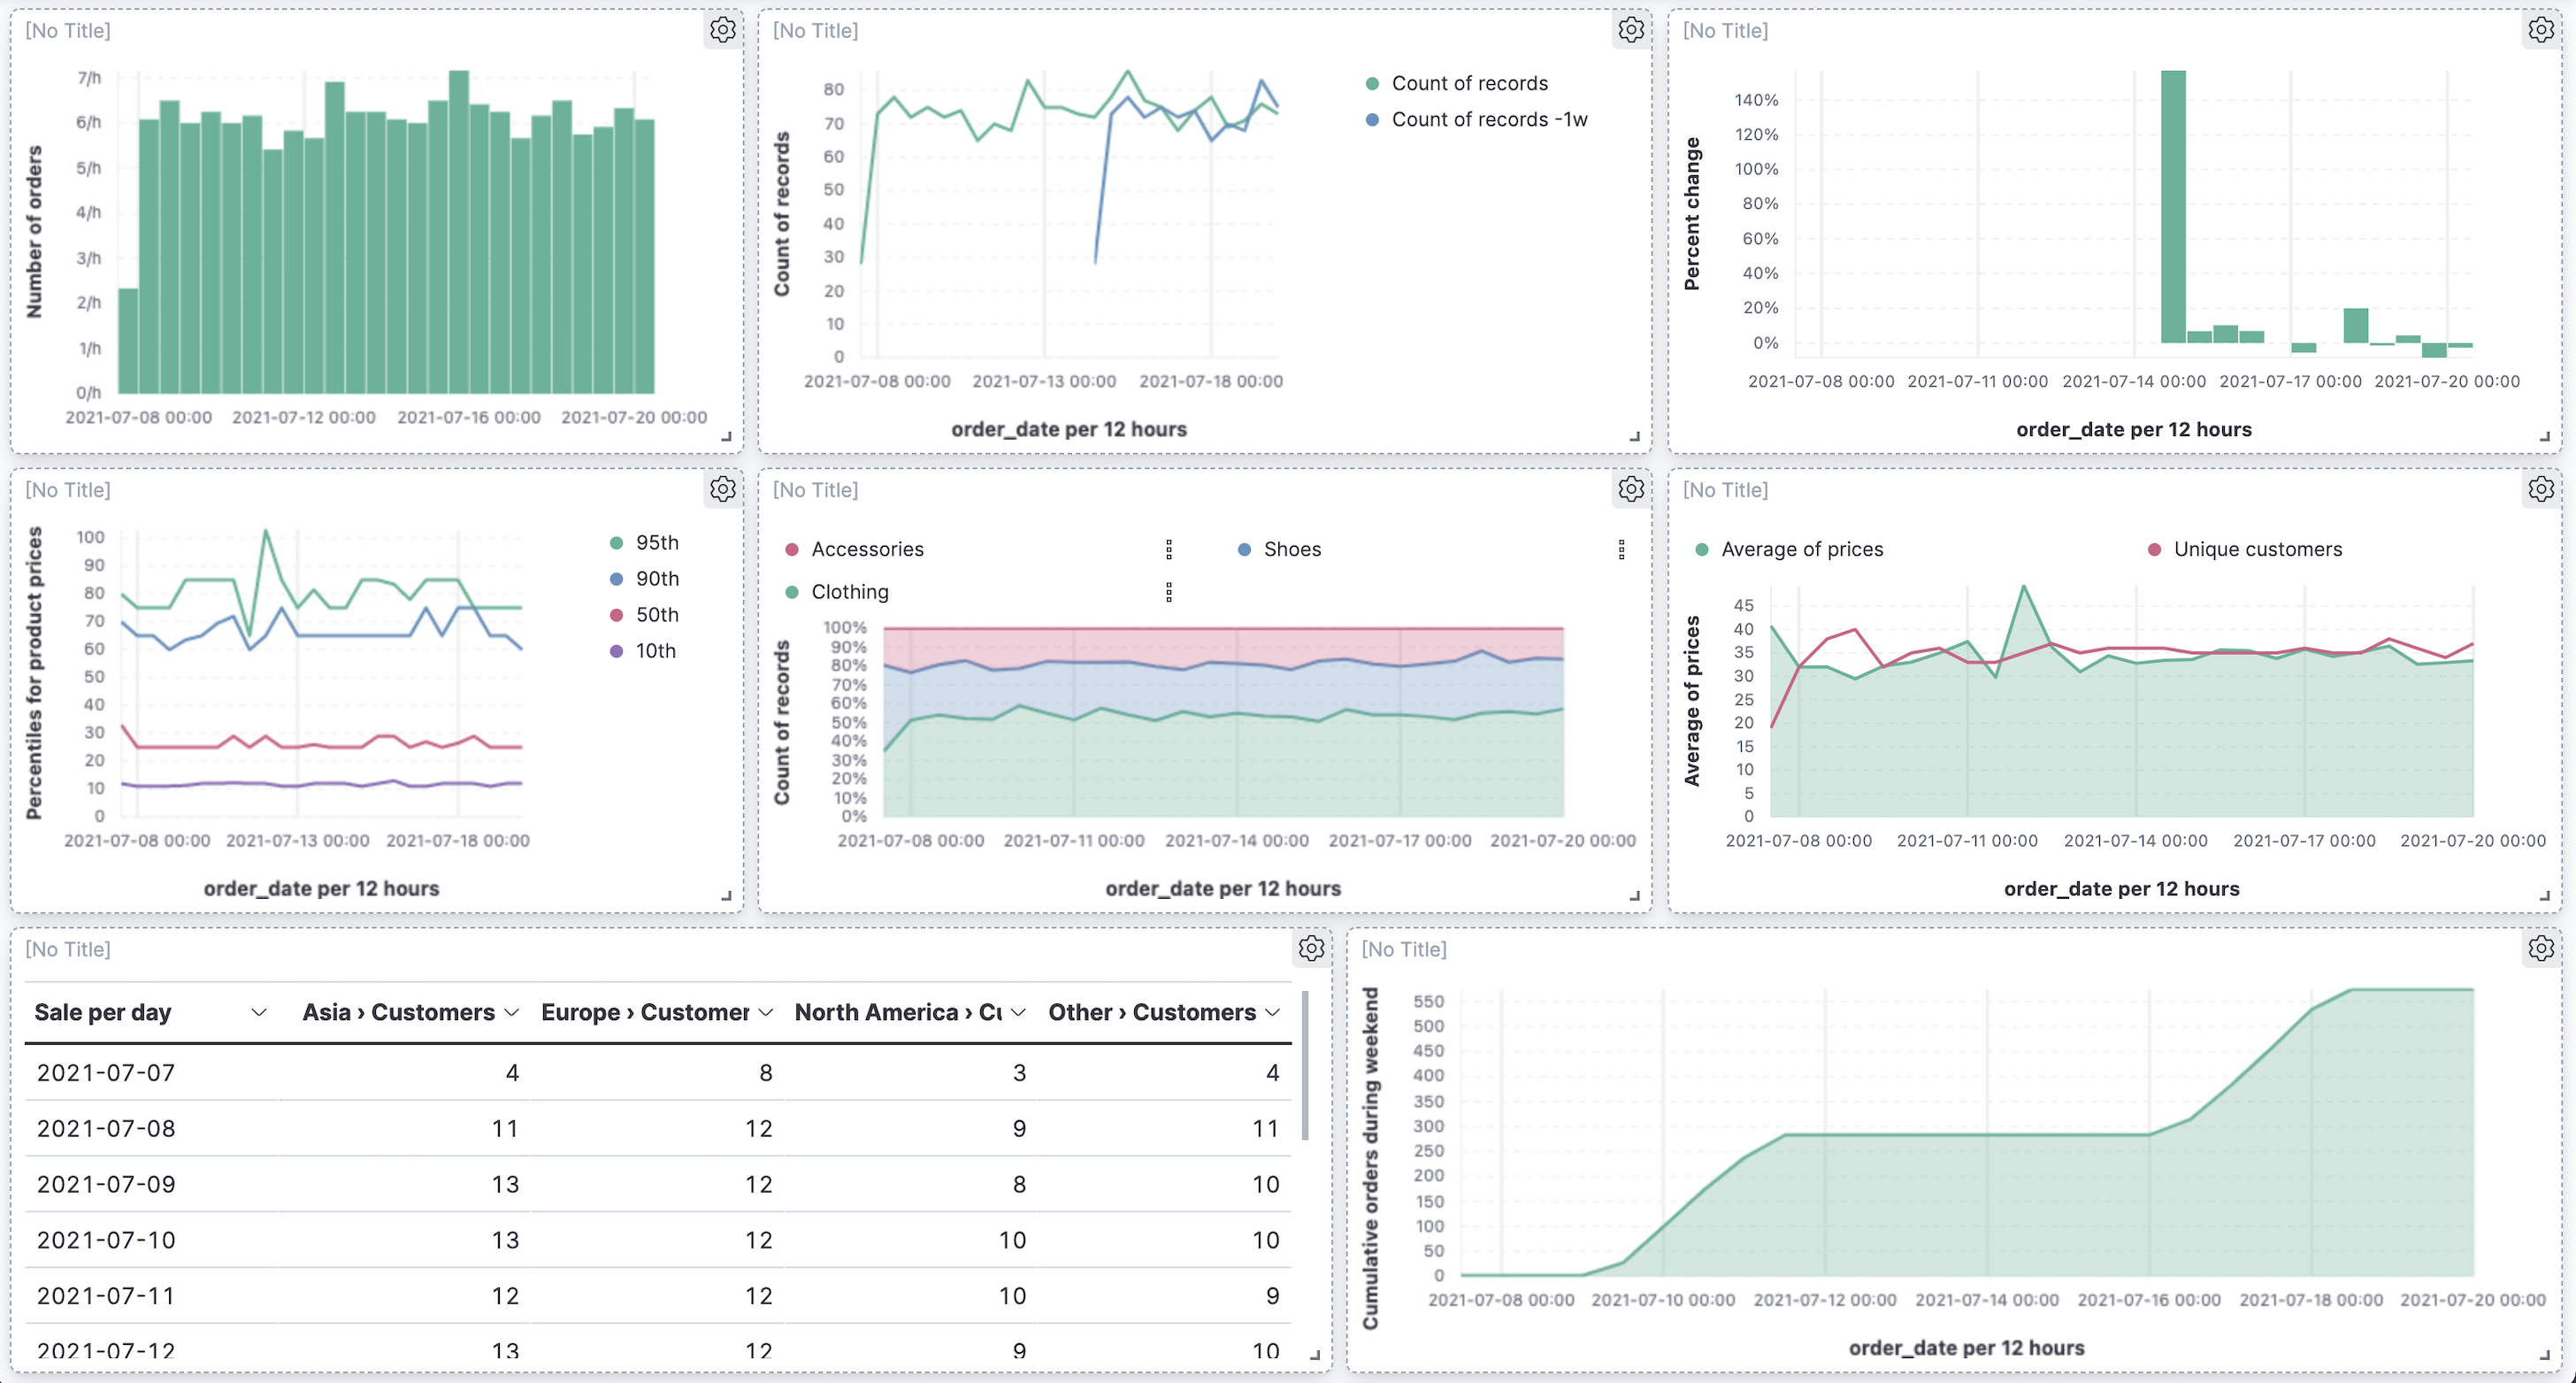 [No Title]
Number of orders
7/h
6/h
5/h
4/h
3/h
2/h
1/h
0/h
2021-07-08 00:00 2021-07-12 00:00 2021-07-16 00:00 2021-07-20 00:00
[No Title]
Count of records
80
70
60
50
40
30
20
10
0
2021-07-08 00:00 2021-07-13 00:00 2021-07-18 00:00
order_date per 12 hours
Count of records
Count of records -1w
[No Title]
Percent change
140%
120%
100%
80%
60%
40%
20%
0%
2021-07-08 00:00 2021-07-11 00:00 2021-07-14 00:00 2021-07-17 00:00 2021-07-20 00:00
order_date per 12 hours
[No Title]
Percentiles for product prices
100
90
80
70
60
50
40
30
20
10
0
2021-07-08 00:00 2021-07-13 00:00 2021-07-18 00:00
order_date per 12 hours
95th
90th
50th
10th
[No Title]
Accessories Shoes
Clothing
Count of records
100%
90%
80%
70%
60%
50%
40%
30%
20%
10%
0%
2021-07-08 00:00 2021-07-11 00:00 2021-07-14 00:00 2021-07-17 00:00 2021-07-20 00:00
order_date per 12 hours
[No Title]
Average of prices Unique customers
Average of prices
45
40
35
30
25
20
15
10
5
0
2021-07-08 00:00 2021-07-11 00:00 2021-07-14 00:00 2021-07-17 00:00 2021-07-20 00:00
order_date per 12 hours
[No Title]
Sale per day Asia › Customers Europe › Customer North America › Cu Other › Customers
2021-07-07 4 8 3 4
2021-07-08 11 12 9 11
2021-07-09 13 12 8 10
2021-07-10 13 12 10 10
2021-07-11 12 12 10 9
2021-07-12 13 12 9 10
[No Title]
Cumulative orders during weekend
550
500
450
400
350
300
250
200
150
100
50
0
2021-07-08 00:00 2021-07-10 00:00 2021-07-12 00:00 2021-07-14 00:00 2021-07-16 00:00 2021-07-18 00:00 2021-07-20 00:00
order_date per 12 hours